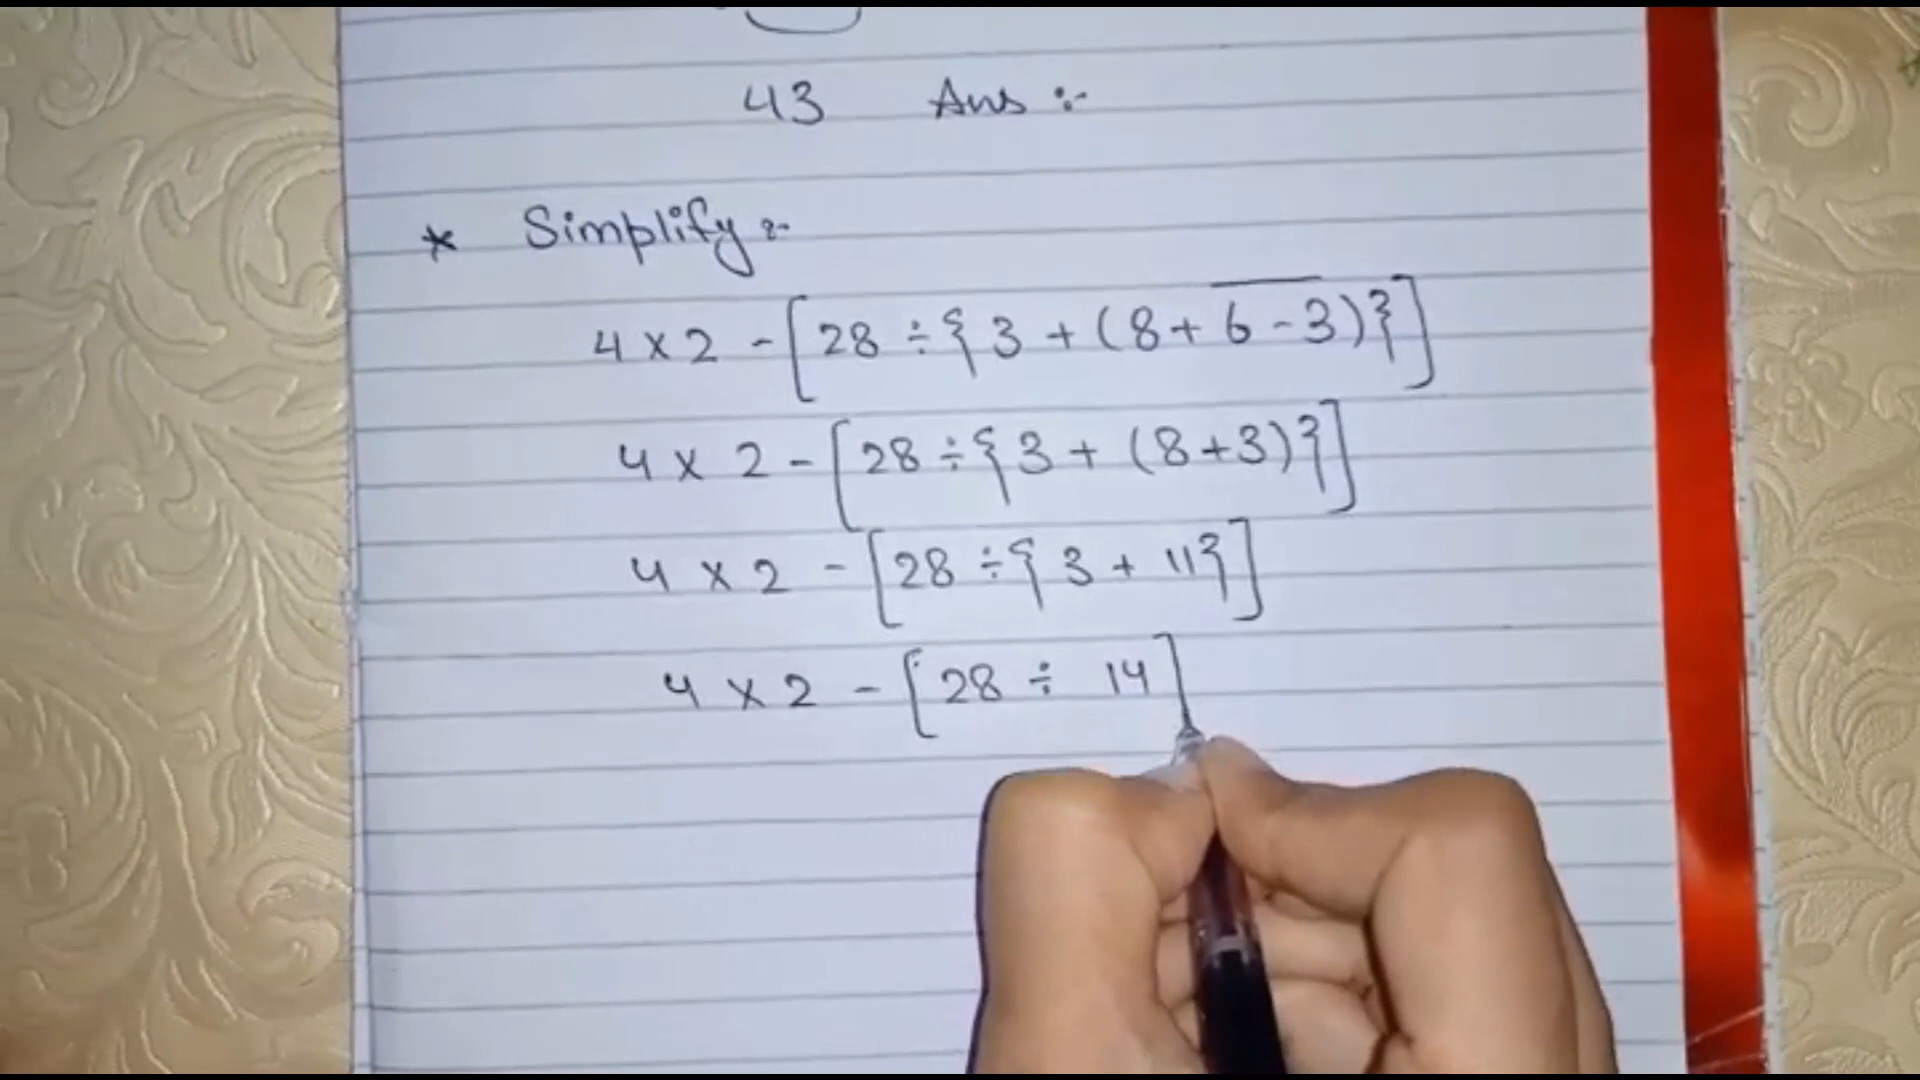 43 Ans :-
* Simplify :-
4 × 2 - [28 ÷ { 3 + (8 + 6̅ ̅-̅ ̅3̅)}]
4 × 2 - [28 ÷ { 3 + (8 + 3)}]
4 × 2 - [28 ÷ { 3 + 11}]
4 × 2 - [28 ÷ 14]